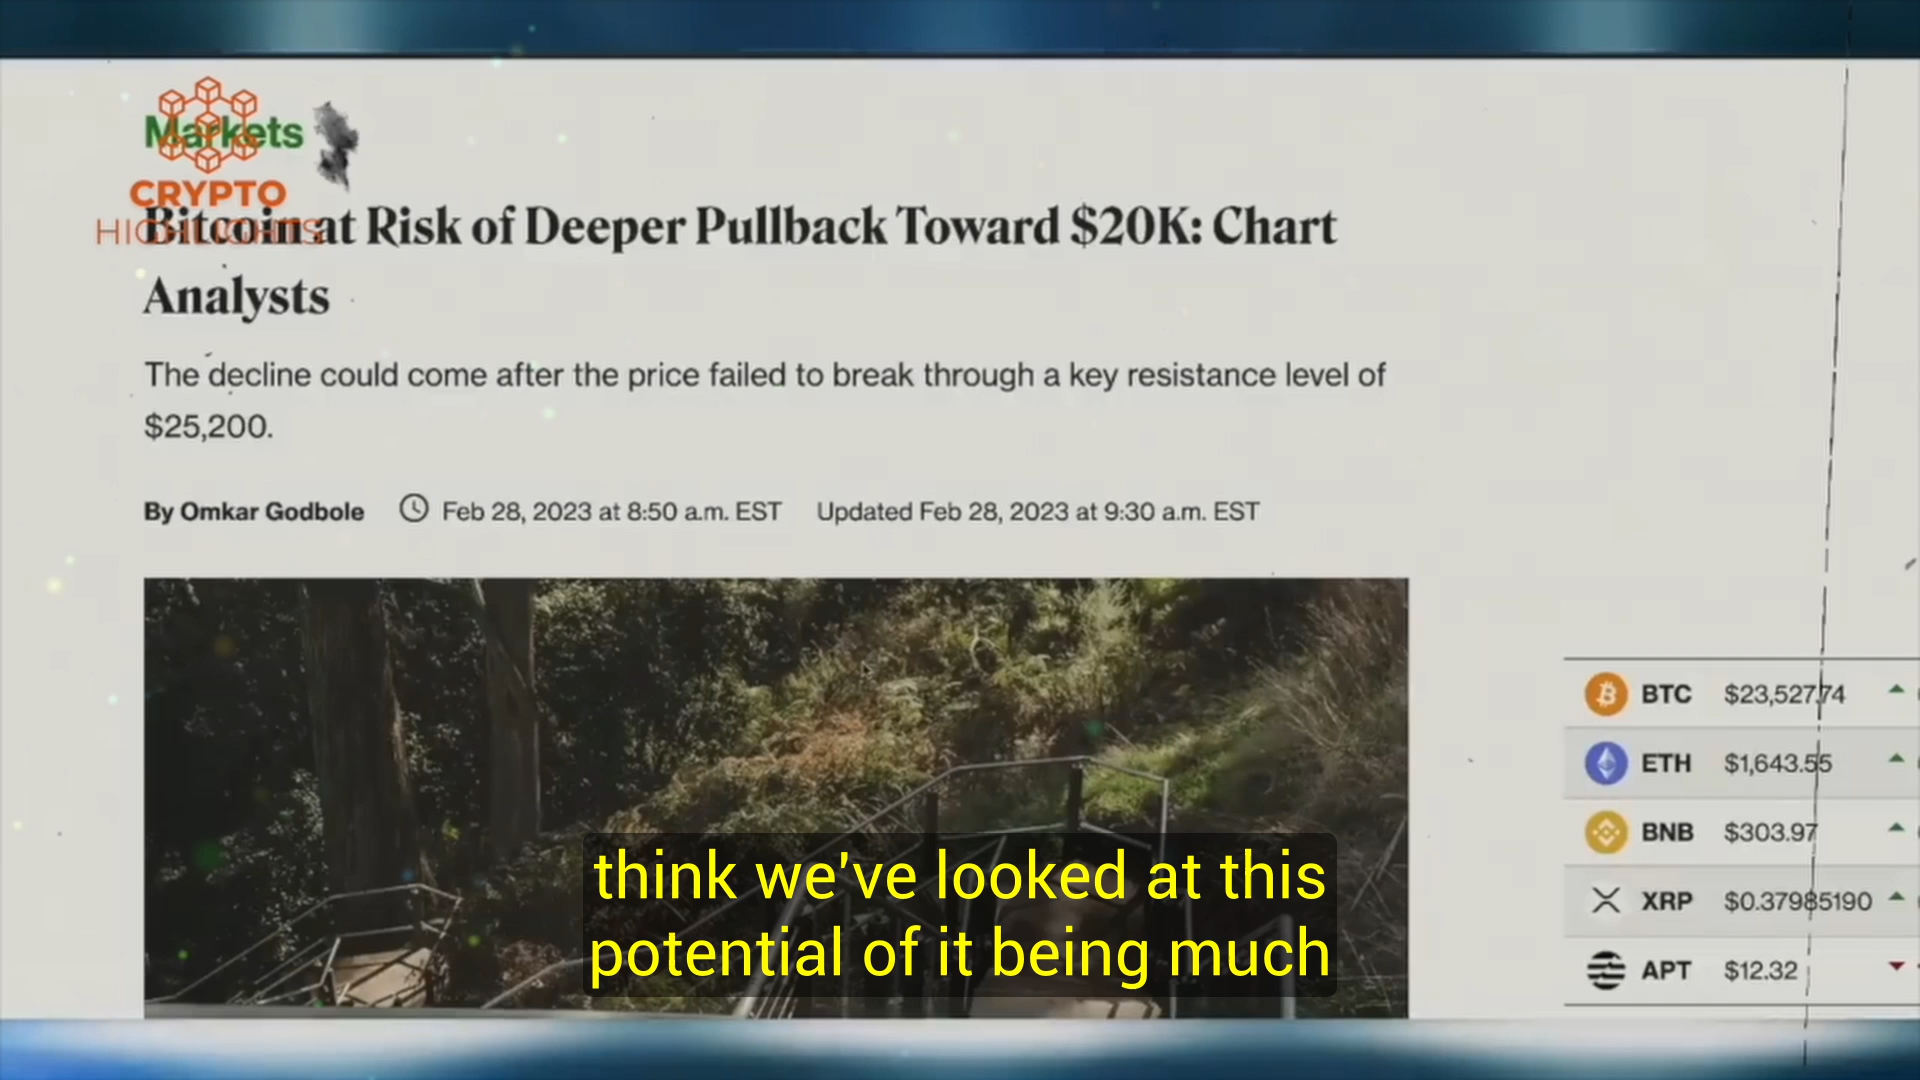 Markets
CRYPTO
HIGHLIGHTS
Bitcoin at Risk of Deeper Pullback Toward $20K: Chart
Analysts
The decline could come after the price failed to break through a key resistance level of
$25,200.
By Omkar Godbole Feb 28, 2023 at 8:50 a.m. EST Updated Feb 28, 2023 at 9:30 a.m. EST
BTC $23,527.74
ETH $1,643.55
BNB $303.97
XRP $0.37985190
APT $12.32
think we've looked at this
potential of it being much